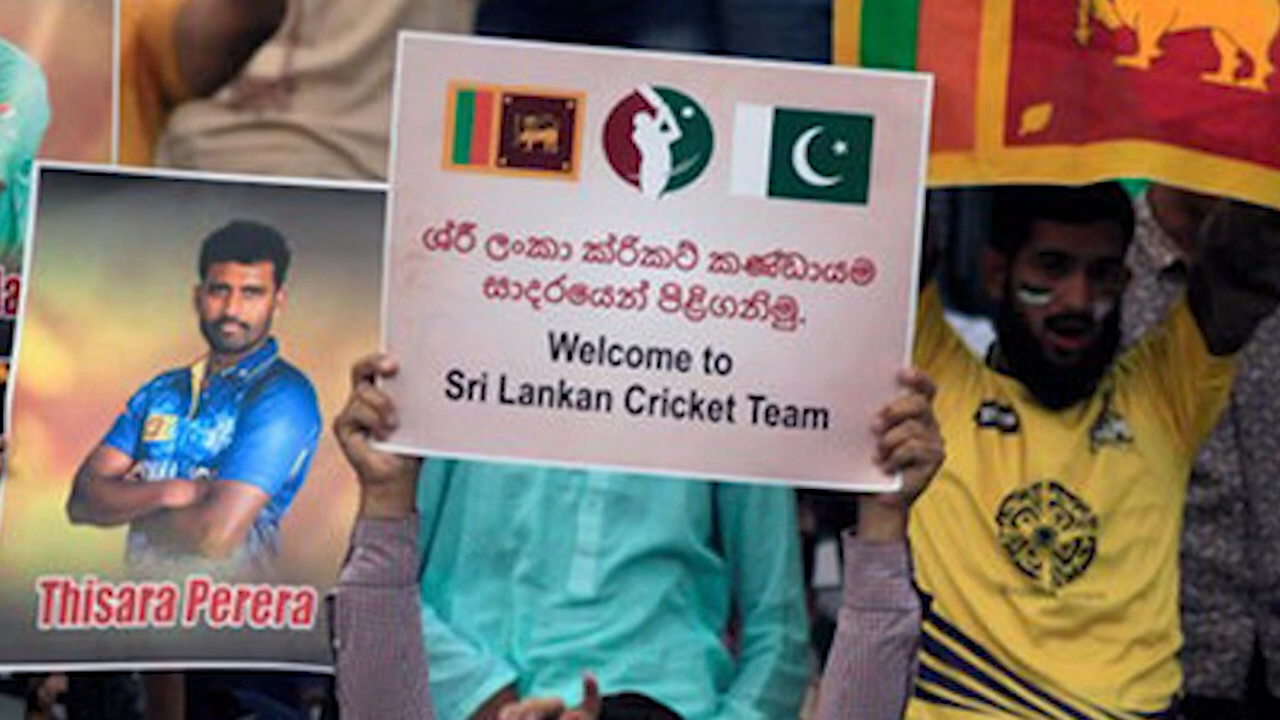 ශ්රී ලංකා ක්රිකට් කණ්ඩායම
සාදරයෙන් පිළිගනිමු.
Welcome to
Sri Lankan Cricket Team
Thisara Perera